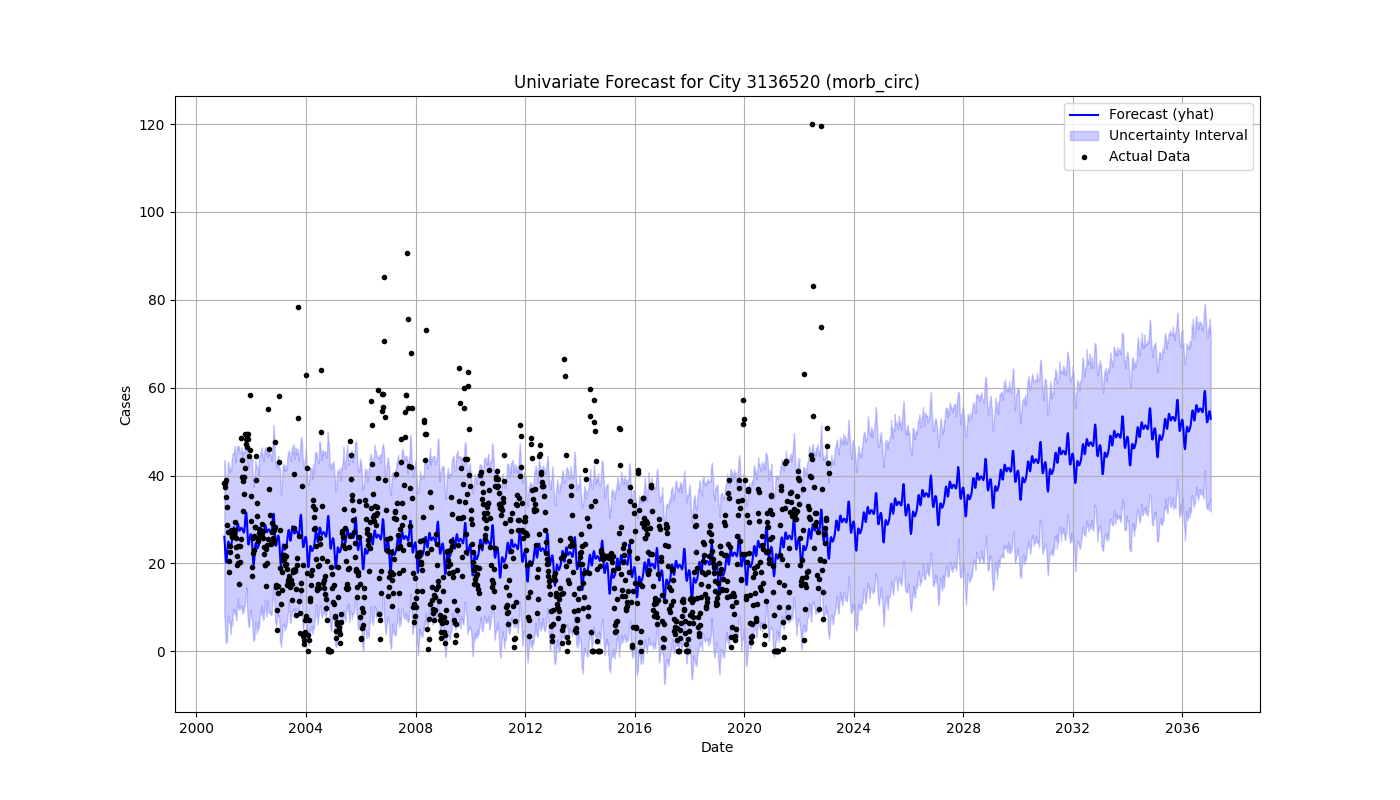 Univariate Forecast for City 3136520 (morb_circ)
Forecast (yhat)
Uncertainty Interval
Actual Data
120
100
80
60
40
20
0
Cases
2000 2004 2008 2012 2016 2020 2024 2028 2032 2036
Date